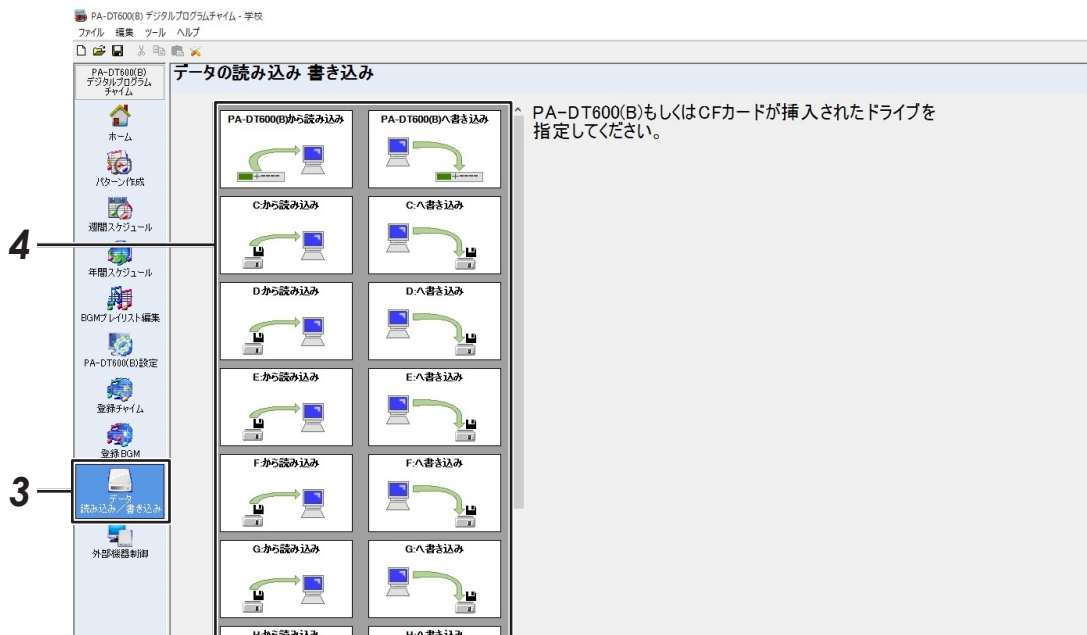 PA-DT600(B) デジタルプログラムチャイム - 学校
ファイル 編集 ツール ヘルプ
PA-DT600(B)
デジタルプログラム
チャイム
データの読み込み 書き込み
ホーム
パターン作成
週間スケジュール
年間スケジュール
BGMプレイリスト編集
PA-DT600(B)設定
登録チャイム
登録BGM
データ
読み込み/書き込み
外部機器制御
4
3
PA-DT600(B)から読み込み PA-DT600(B)へ書き込み
C:から読み込み C:へ書き込み
D:から読み込み D:へ書き込み
E:から読み込み E:へ書き込み
F:から読み込み F:へ書き込み
G:から読み込み G:へ書き込み
H:から読み込み H:へ書き込み
PA-DT600(B)もしくはCFカードが挿入されたドライブを
指定してください。